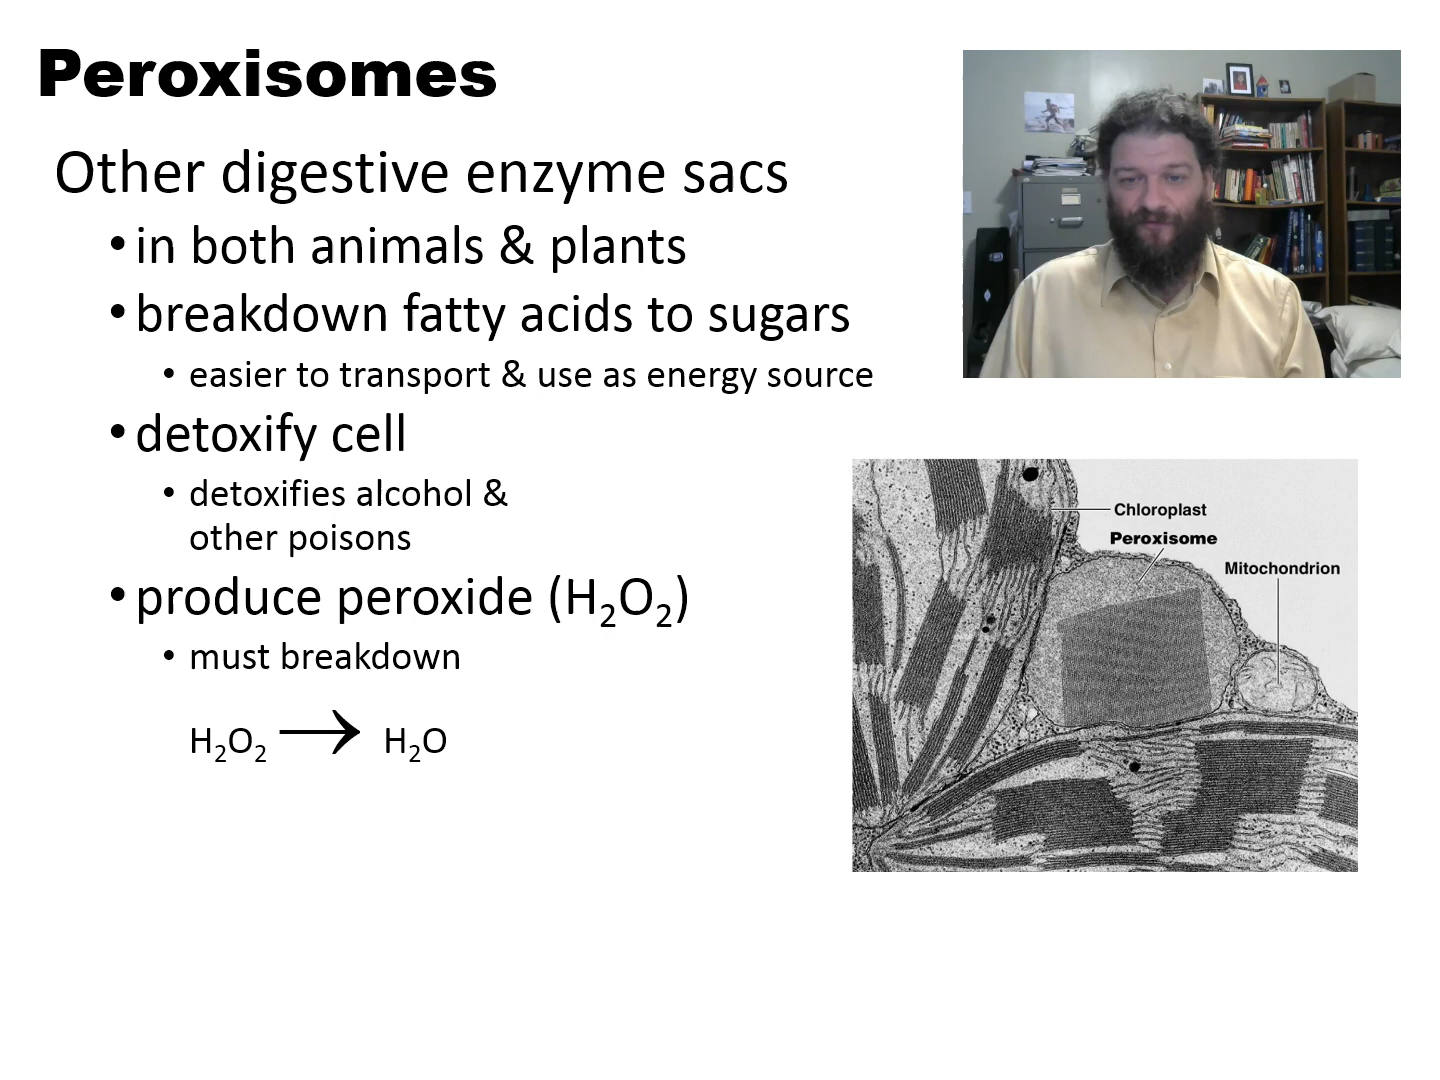 Peroxisomes
Other digestive enzyme sacs
• in both animals & plants
• breakdown fatty acids to sugars
• easier to transport & use as energy source
• detoxify cell
• detoxifies alcohol &
other poisons
• produce peroxide (H₂O₂)
• must breakdown
H₂O₂ → H₂O
Chloroplast
Peroxisome
Mitochondrion